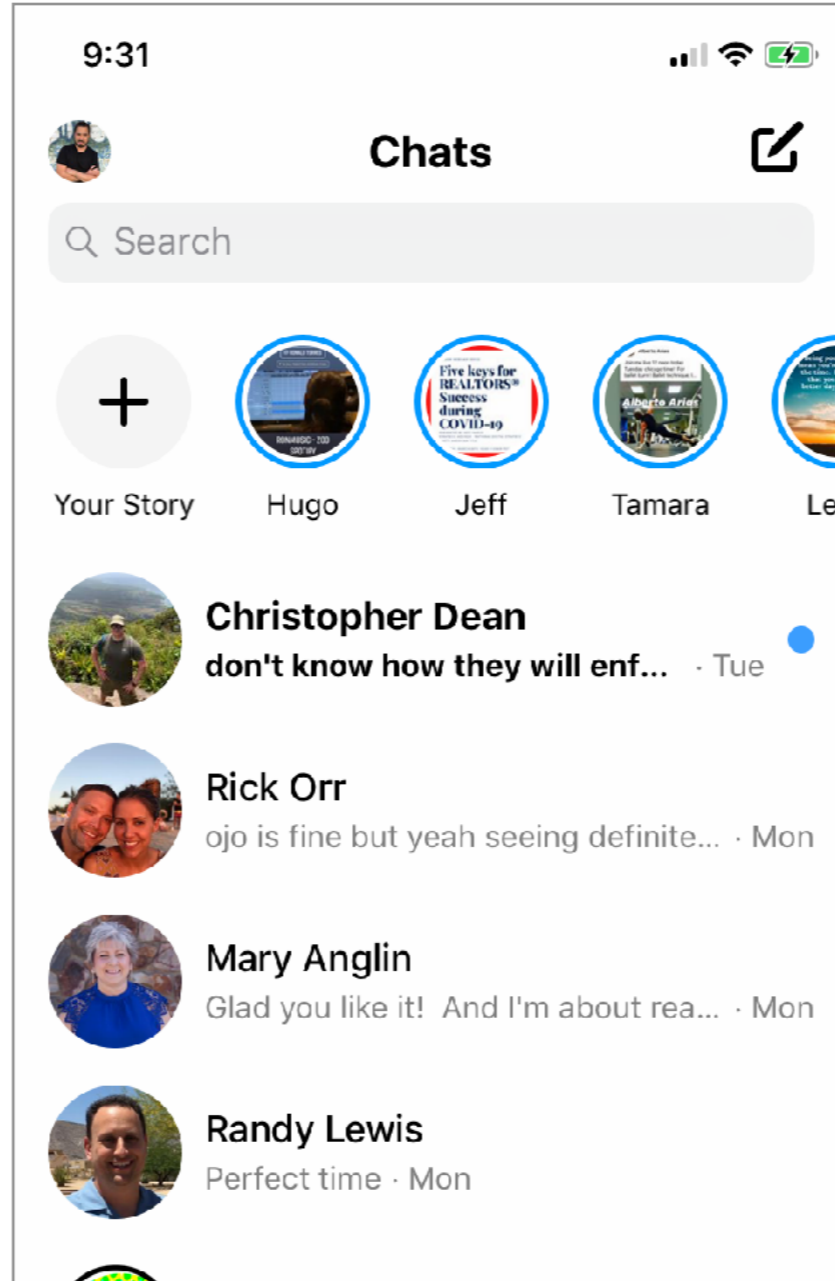 9:31
Chats
Search
Five keys for
REALTORS®
Success
during
COVID-19
Alberto Arias
Your Story
Hugo
Jeff
Tamara
Le
Christopher Dean
don't know how they will enf... · Tue
Rick Orr
ojo is fine but yeah seeing definite... · Mon
Mary Anglin
Glad you like it! And I'm about rea... · Mon
Randy Lewis
Perfect time · Mon